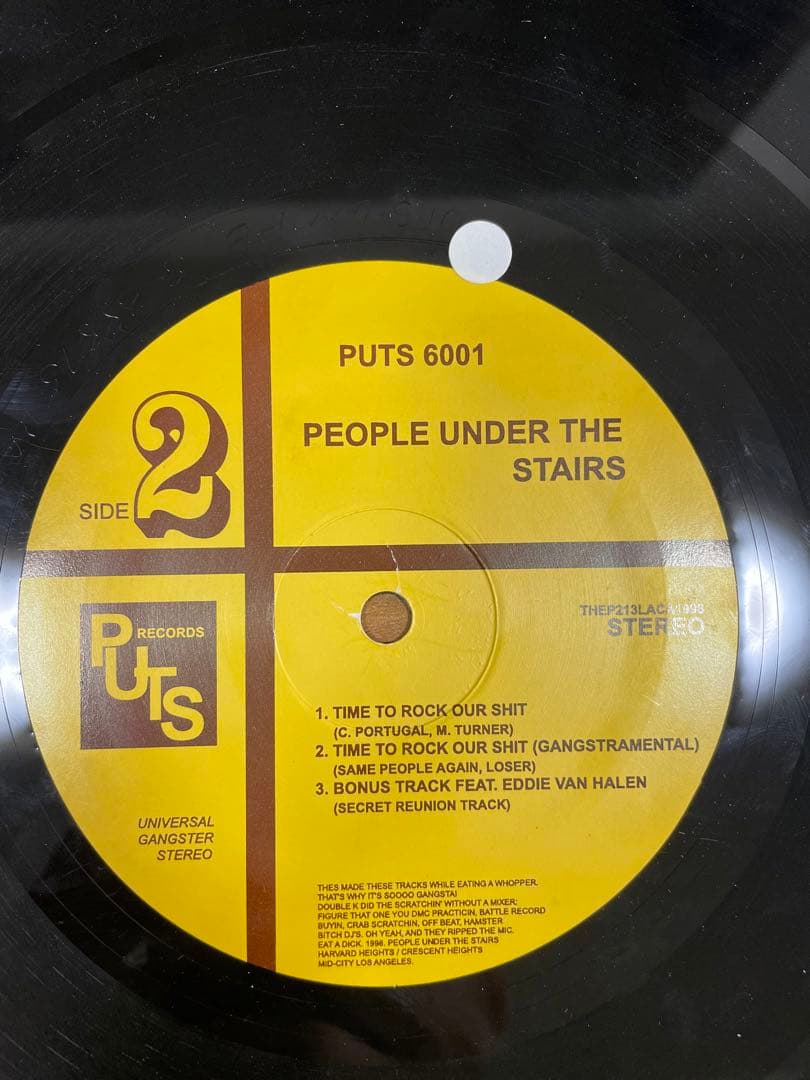 PUTS 6001
PEOPLE UNDER THE
STAIRS
SIDE 2
PUTS RECORDS
THEP213LACA1998
STEREO
1. TIME TO ROCK OUR SHIT
(C. PORTUGAL, M. TURNER)
2. TIME TO ROCK OUR SHIT (GANGSTRAMENTAL)
(SAME PEOPLE AGAIN, LOSER)
3. BONUS TRACK FEAT. EDDIE VAN HALEN
(SECRET REUNION TRACK)
UNIVERSAL
GANGSTER
STEREO
THES MADE THESE TRACKS WHILE EATING A WHOPPER,
THAT'S WHY IT'S SOOOO GANGSTA!
DOUBLE K DID THE SCRATCHIN' WITHOUT A MIXER;
FIGURE THAT ONE YOU DMC PRACTICIN, BATTLE RECORD
BUYIN, CRAB SCRATCHIN, OFF BEAT, HAMSTER
BITCH DJ'S. OH YEAH, AND THEY RIPPED THE MIC.
EAT A DICK. 1998. PEOPLE UNDER THE STAIRS
HARVARD HEIGHTS / CRESCENT HEIGHTS
MID-CITY LOS ANGELES.